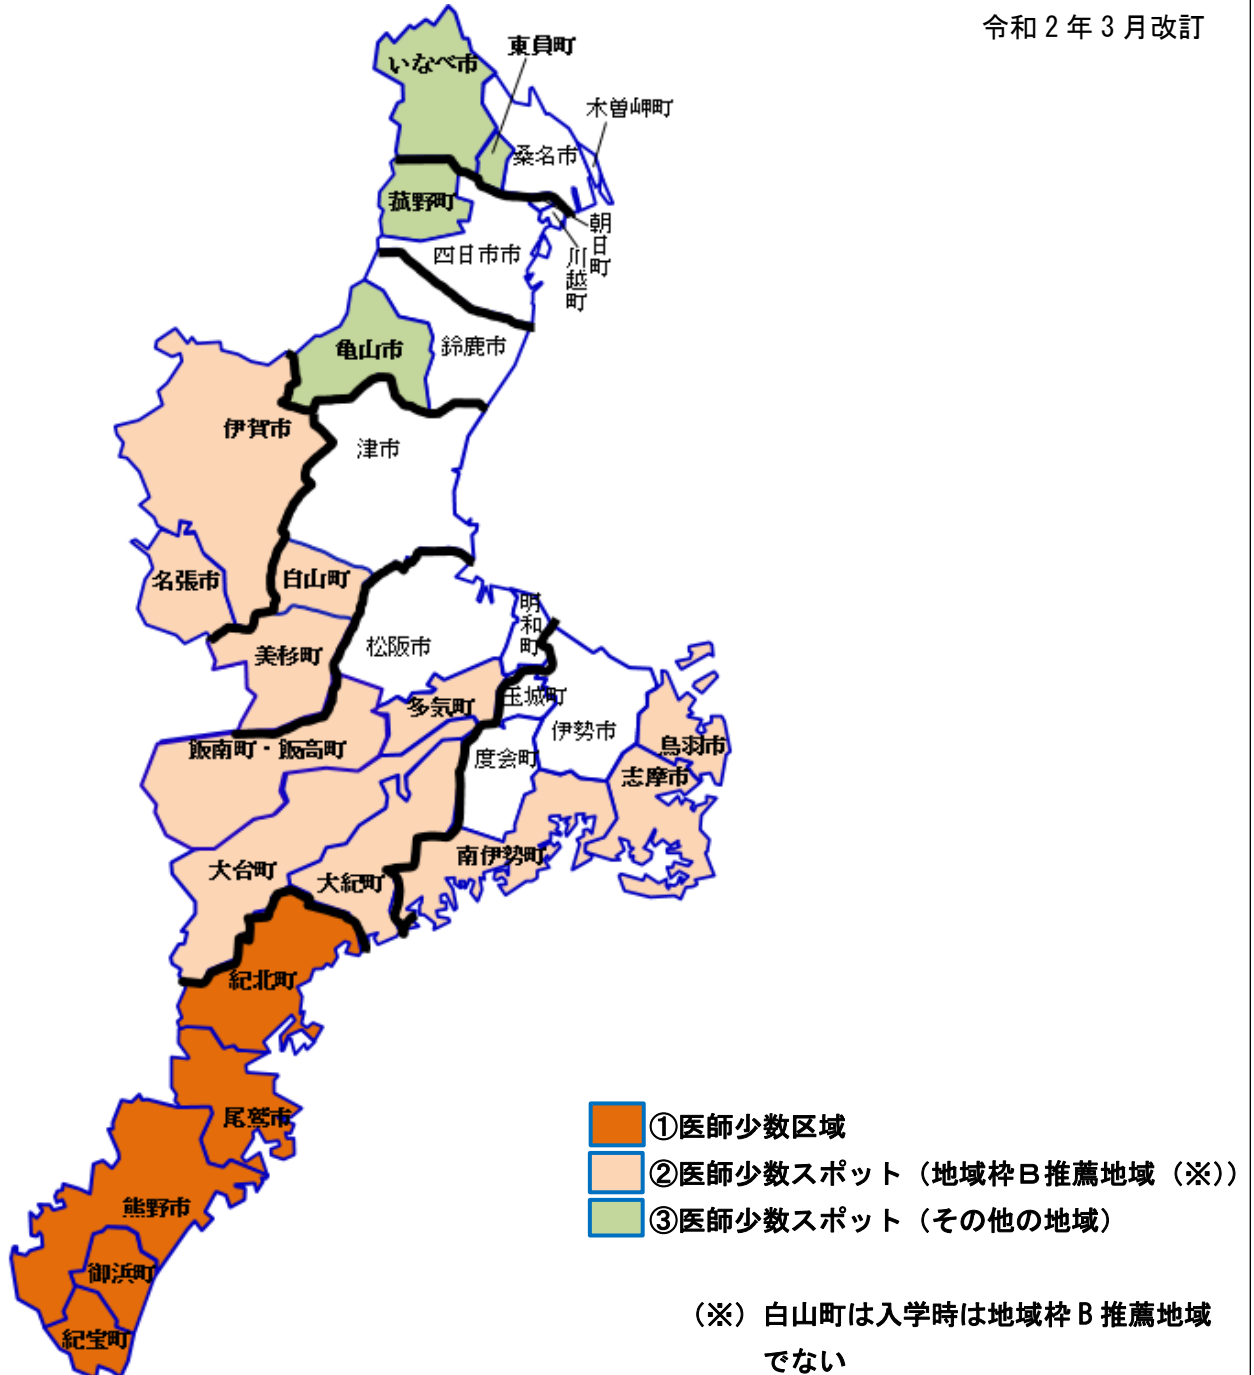 令和２年３月改訂
いなべ市
東員町
木曽岬町
桑名市
菰野町
朝日町
四日市市
川越町
亀山市
鈴鹿市
伊賀市
津市
名張市
白山町
明和町
松阪市
美杉町
玉城町
多気町
伊勢市
鳥羽市
飯南町・飯高町
度会町
志摩市
南伊勢町
大台町
大紀町
紀北町
尾鷲市
熊野市
御浜町
紀宝町
①医師少数区域
②医師少数スポット（地域枠Ｂ推薦地域（※））
③医師少数スポット（その他の地域）
（※）白山町は入学時は地域枠Ｂ推薦地域
でない